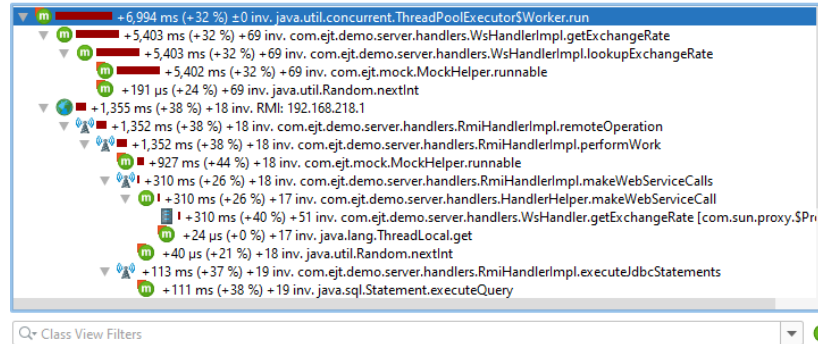 m +6,994 ms (+32 %) ±0 inv. java.util.concurrent.ThreadPoolExecutor$Worker.run
m +5,403 ms (+32 %) +69 inv. com.ejt.demo.server.handlers.WsHandlerImpl.getExchangeRate
m +5,403 ms (+32 %) +69 inv. com.ejt.demo.server.handlers.WsHandlerImpl.lookupExchangeRate
m +5,402 ms (+32 %) +69 inv. com.ejt.mock.MockHelper.runnable
m +191 µs (+24 %) +69 inv. java.util.Random.nextInt
+1,355 ms (+38 %) +18 inv. RMI: 192.168.218.1
+1,352 ms (+38 %) +18 inv. com.ejt.demo.server.handlers.RmiHandlerImpl.remoteOperation
+1,352 ms (+38 %) +18 inv. com.ejt.demo.server.handlers.RmiHandlerImpl.performWork
m +927 ms (+44 %) +18 inv. com.ejt.mock.MockHelper.runnable
+310 ms (+26 %) +18 inv. com.ejt.demo.server.handlers.RmiHandlerImpl.makeWebServiceCalls
m +310 ms (+26 %) +17 inv. com.ejt.demo.server.handlers.HandlerHelper.makeWebServiceCall
+310 ms (+40 %) +51 inv. com.ejt.demo.server.handlers.WsHandler.getExchangeRate [com.sun.proxy.$Pr
m +24 µs (+0 %) +17 inv. java.lang.ThreadLocal.get
m +40 µs (+21 %) +18 inv. java.util.Random.nextInt
+113 ms (+37 %) +19 inv. com.ejt.demo.server.handlers.RmiHandlerImpl.executeJdbcStatements
m +111 ms (+38 %) +19 inv. java.sql.Statement.executeQuery
Class View Filters